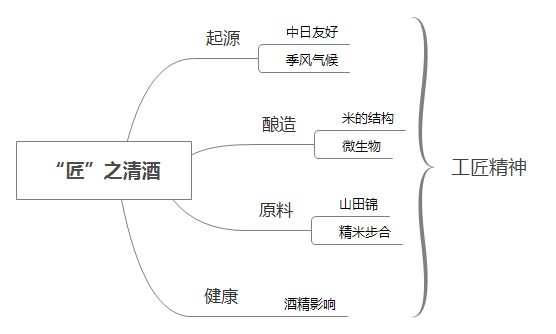 起源
中日友好
季风气候
酿造
米的结构
微生物
“匠”之清酒
工匠精神
原料
山田锦
精米步合
健康
酒精影响